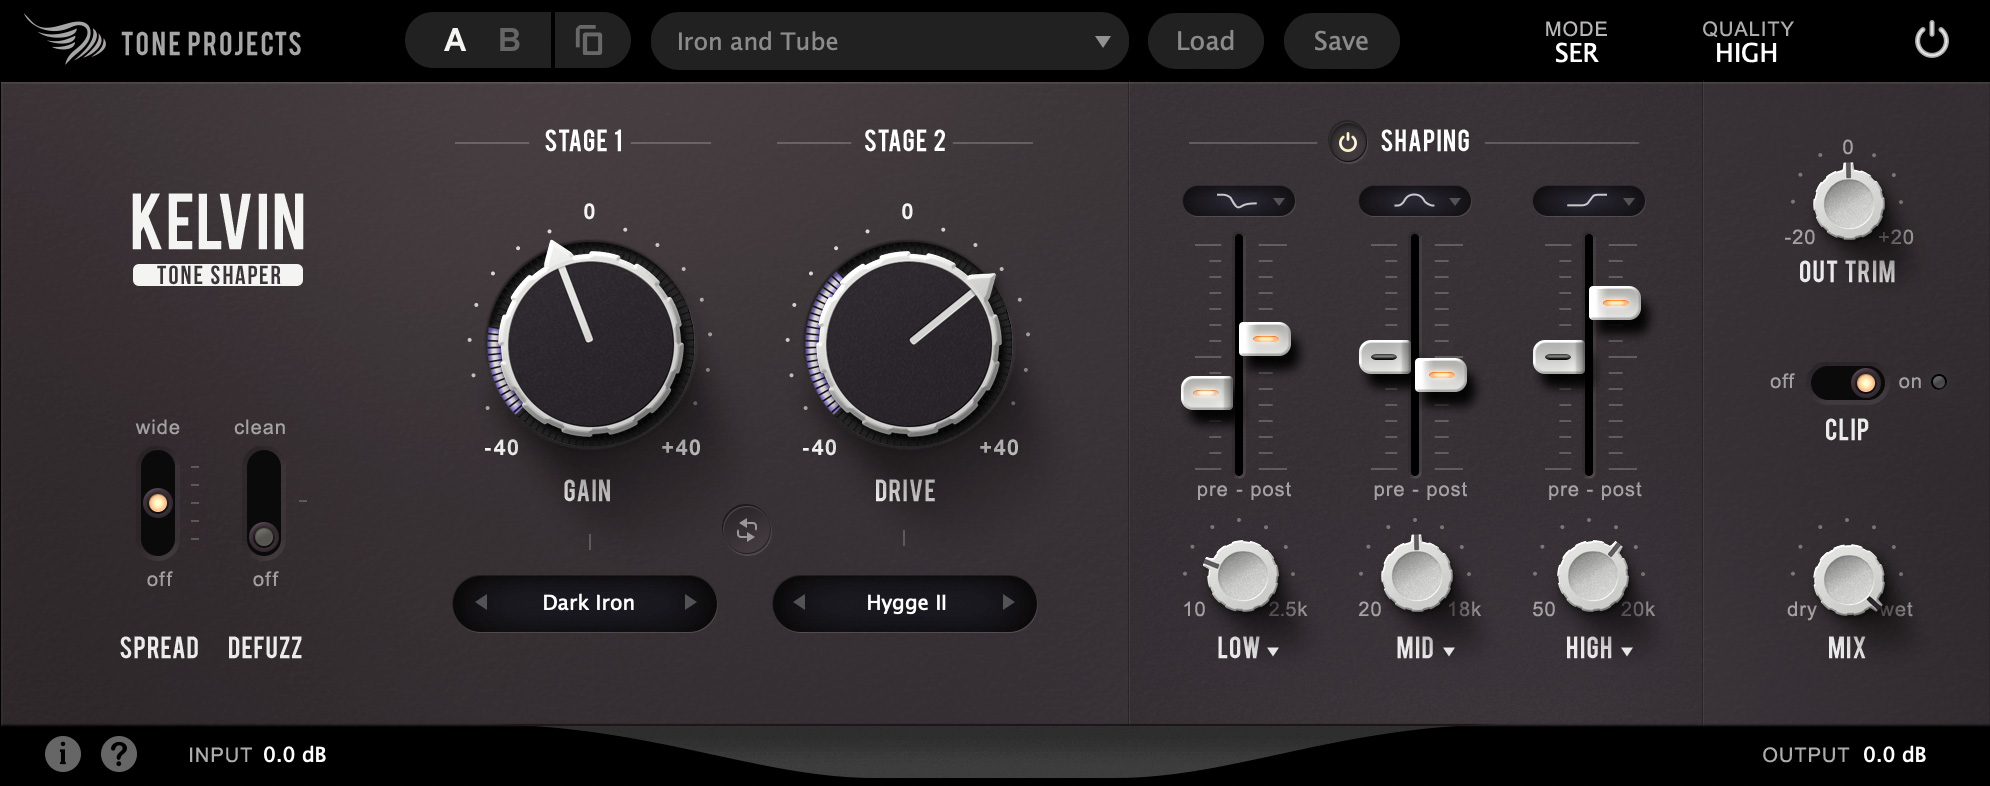 TONE PROJECTS
A B
Iron and Tube
Load
Save
MODE
SER
QUALITY
HIGH
KELVIN
TONE SHAPER
wide
off
SPREAD
clean
off
DEFUZZ
STAGE 1
0
-40 +40
GAIN
Dark Iron
STAGE 2
0
-40 +40
DRIVE
Hygge II
SHAPING
pre - post
10 2.5k
LOW
pre - post
20 18k
MID
pre - post
50 20k
HIGH
0
-20 +20
OUT TRIM
off on
CLIP
dry wet
MIX
i ?
INPUT 0.0 dB
OUTPUT 0.0 dB